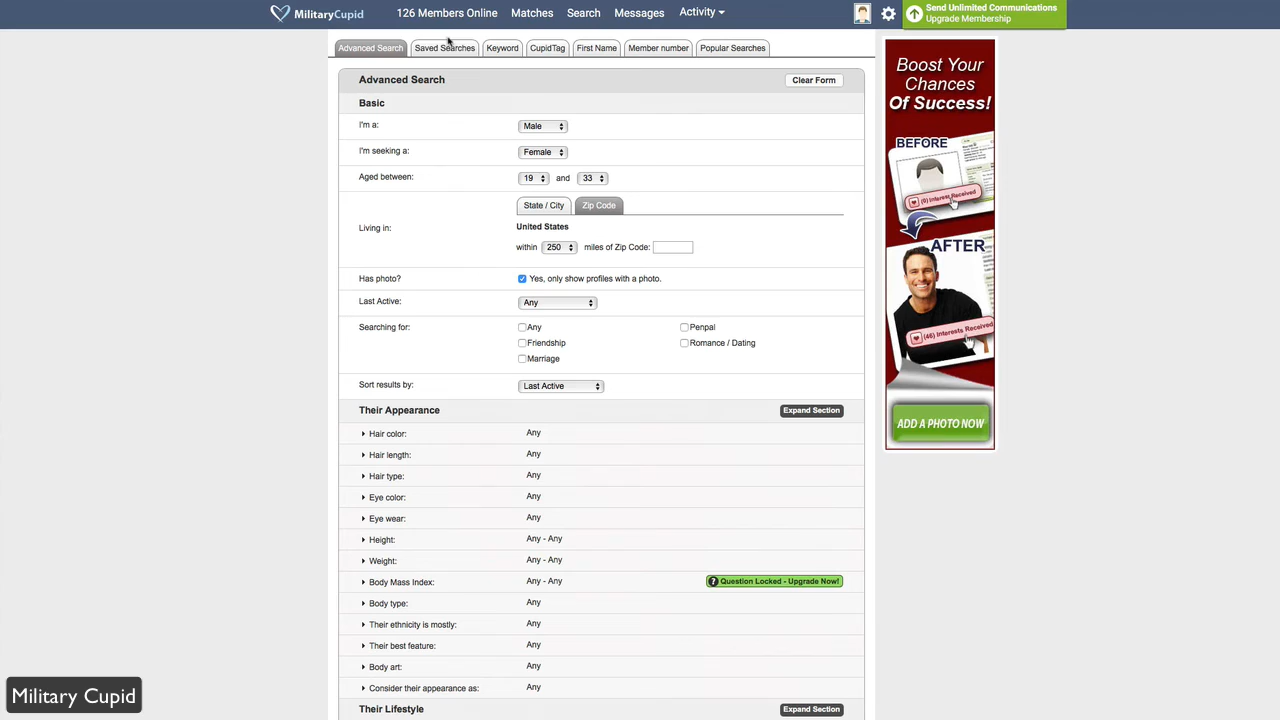 MilitaryCupid 126 Members Online Matches Search Messages Activity
Send Unlimited Communications
Upgrade Membership
Advanced Search Saved Searches Keyword CupidTag First Name Member number Popular Searches
Advanced Search Clear Form
Basic
I'm a: Male
I'm seeking a: Female
Aged between: 19 and 33
State / City Zip Code
Living in: United States
within 250 miles of Zip Code:
Has photo? Yes, only show profiles with a photo.
Last Active: Any
Searching for: Any Penpal
Friendship Romance / Dating
Marriage
Sort results by: Last Active
Their Appearance Expand Section
Hair color: Any
Hair length: Any
Hair type: Any
Eye color: Any
Eye wear: Any
Height: Any - Any
Weight: Any - Any
Body Mass Index: Any - Any ? Question Locked - Upgrade Now!
Body type: Any
Their ethnicity is mostly: Any
Their best feature: Any
Body art: Any
Consider their appearance as: Any
Their Lifestyle Expand Section
Boost Your
Chances
Of Success!
BEFORE
(0) Interest Received
AFTER
(46) Interests Received
ADD A PHOTO NOW
Military Cupid